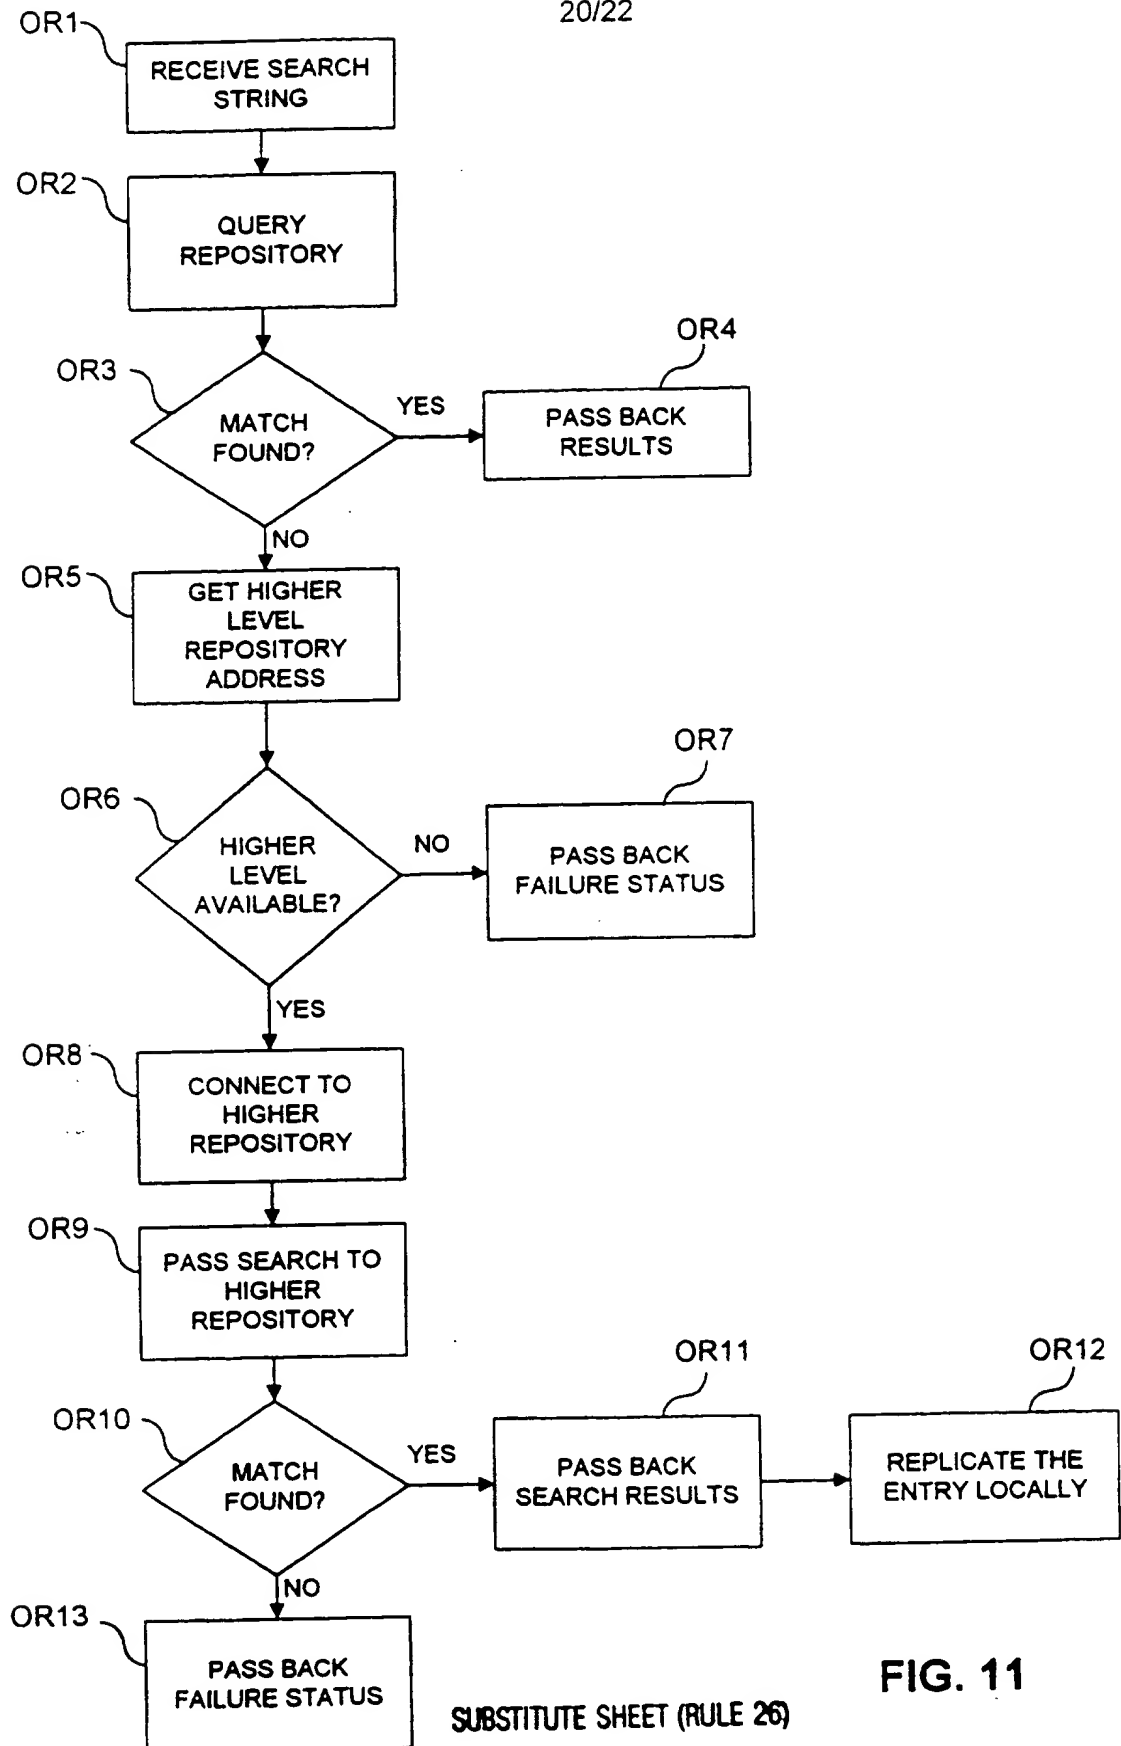 20/22
OR1
RECEIVE SEARCH
STRING
OR2
QUERY
REPOSITORY
OR3
MATCH
FOUND?
YES
OR4
PASS BACK
RESULTS
NO
OR5
GET HIGHER
LEVEL
REPOSITORY
ADDRESS
OR6
HIGHER
LEVEL
AVAILABLE?
NO
OR7
PASS BACK
FAILURE STATUS
YES
OR8
CONNECT TO
HIGHER
REPOSITORY
OR9
PASS SEARCH TO
HIGHER
REPOSITORY
OR10
MATCH
FOUND?
YES
OR11
PASS BACK
SEARCH RESULTS
OR12
REPLICATE THE
ENTRY LOCALLY
NO
OR13
PASS BACK
FAILURE STATUS
FIG. 11
SUBSTITUTE SHEET (RULE 26)